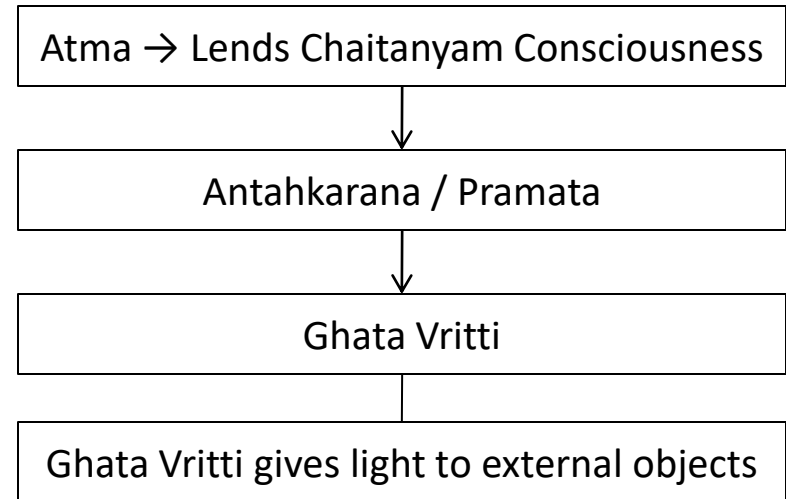 Atma → Lends Chaitanyam Consciousness
Antahkarana / Pramata
Ghata Vritti
Ghata Vritti gives light to external objects